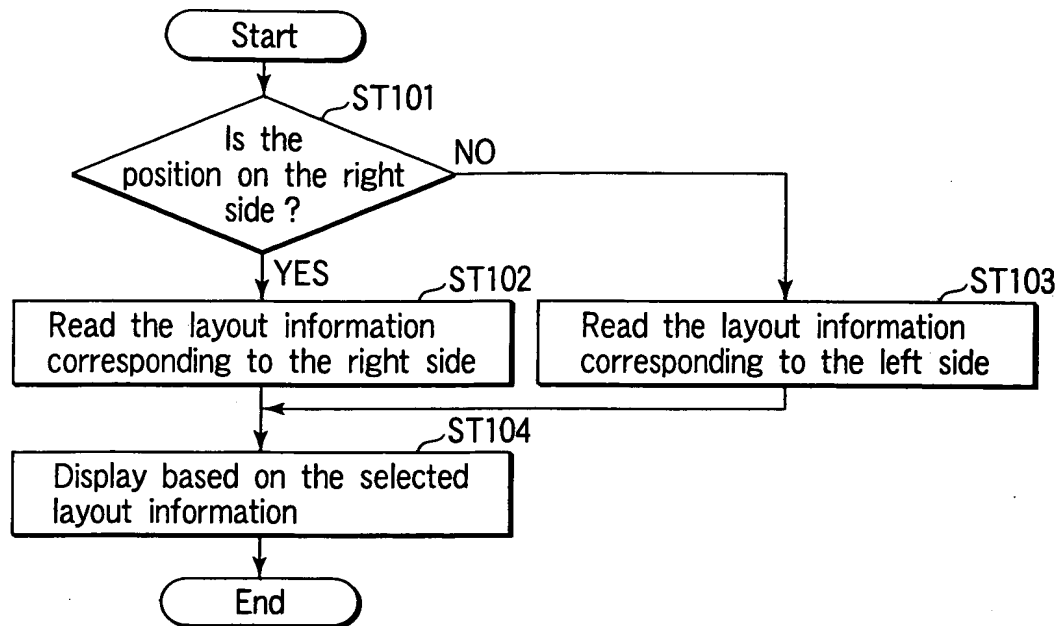 Start
ST101
Is the
position on the right
side ?
NO
YES
ST102
Read the layout information
corresponding to the right side
ST103
Read the layout information
corresponding to the left side
ST104
Display based on the selected
layout information
End